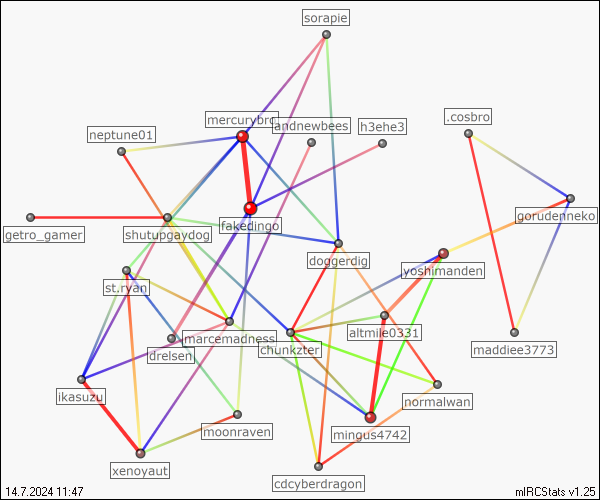 sorapie
mercurybro
andnewbees
h3ehe3
.cosbro
neptune01
gorudenneko
getro_gamer
shutupgaydog
fakedingo
doggerdig
yoshimanden
st.ryan
marcemadness
altmile0331
drelsen
chunkzter
maddiee3773
ikasuzu
normalwan
moonraven
mingus4742
xenoyaut
cdcyberdragon
14.7.2024 11:47
mIRCStats v1.25